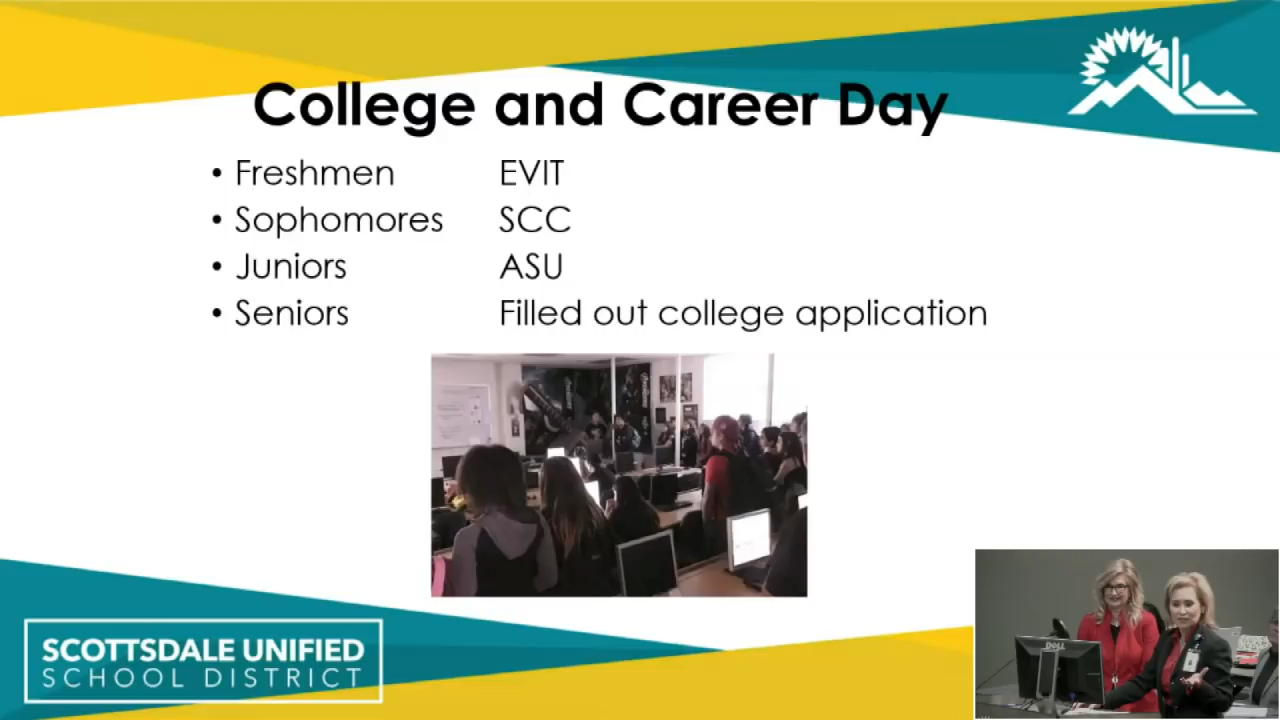 College and Career Day
• Freshmen EVIT
• Sophomores SCC
• Juniors ASU
• Seniors Filled out college application
SCOTTSDALE UNIFIED
SCHOOL DISTRICT
DELL